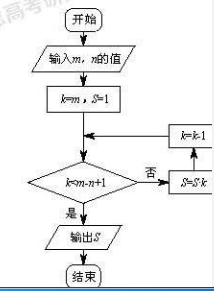 开始
输入m, n的值
k=m, S=1
k=k-1
k<m-n+1
否
S=S·k
是
输出S
结束